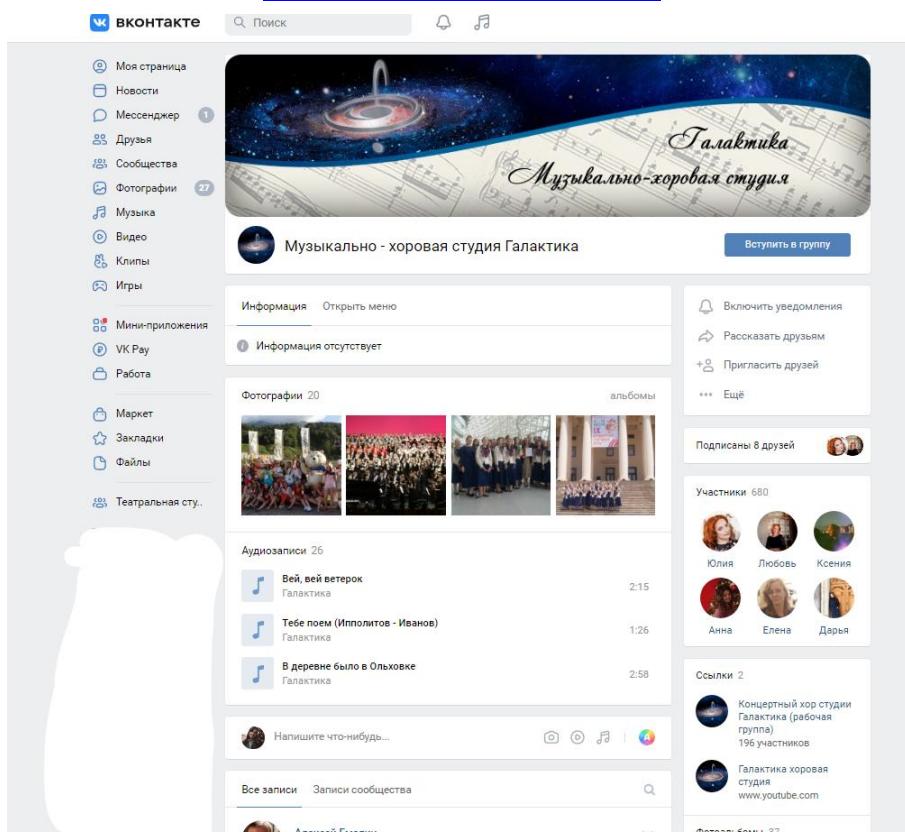 вконтакте
Поиск
Моя страница
Новости
Мессенджер 1
Друзья
Сообщества
Фотографии 27
Музыка
Видео
Клипы
Игры
Мини-приложения
VK Pay
Работа
Маркет
Закладки
Файлы
Театральная сту..
Галактика
Музыкально-хоровая студия
Музыкально - хоровая студия Галактика
Вступить в группу
Информация Открыть меню
Информация отсутствует
Фотографии 20 альбомы
Аудиозаписи 26
Вей, вей ветерок
Галактика
2:15
Тебе поем (Ипполитов - Иванов)
Галактика
1:26
В деревне было в Ольховке
Галактика
2:58
Напишите что-нибудь...
Все записи Записи сообщества
Включить уведомления
Рассказать друзьям
Пригласить друзей
Ещё
Подписаны 8 друзей
Участники 680
Юлия Любовь Ксения
Анна Елена Дарья
Ссылки 2
Концертный хор студии
Галактика (рабочая
группа)
196 участников
Галактика хоровая
студия
www.youtube.com